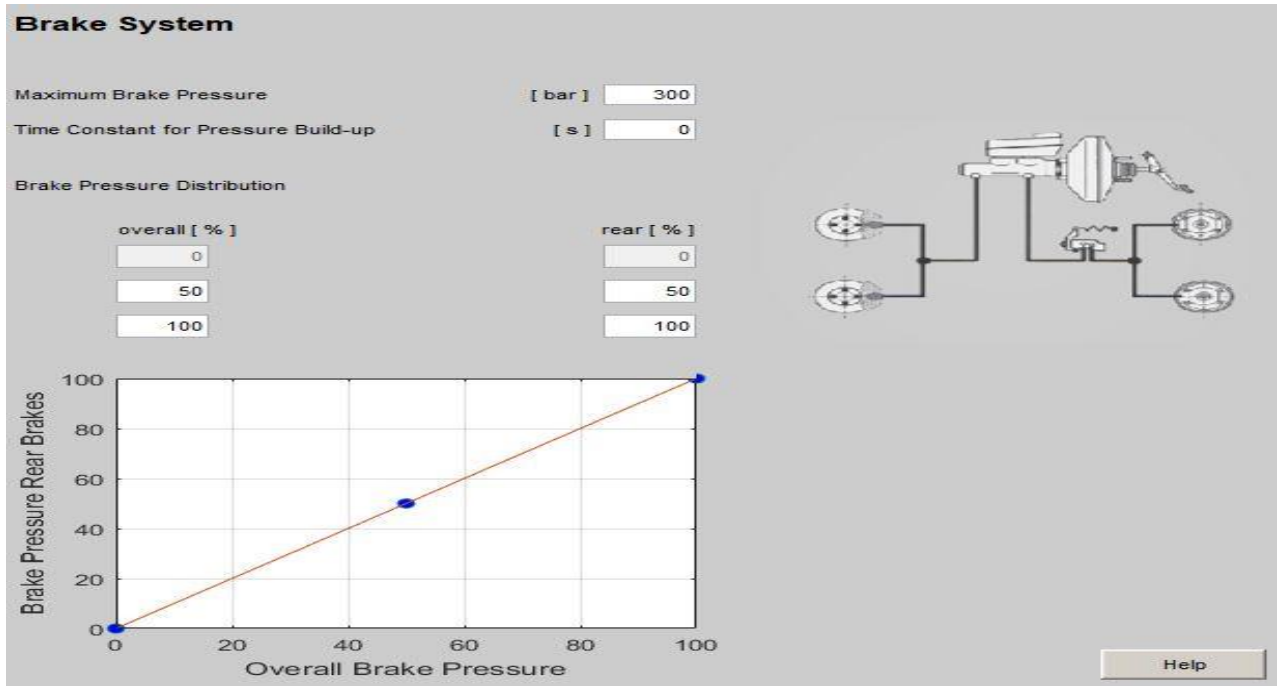 Brake System
Maximum Brake Pressure [ bar ] 300
Time Constant for Pressure Build-up [ s ] 0
Brake Pressure Distribution
overall [ % ] rear [ % ]
0 0
50 50
100 100
100
80
60
40
20
0
Brake Pressure Rear Brakes
0 20 40 60 80 100
Overall Brake Pressure
Help